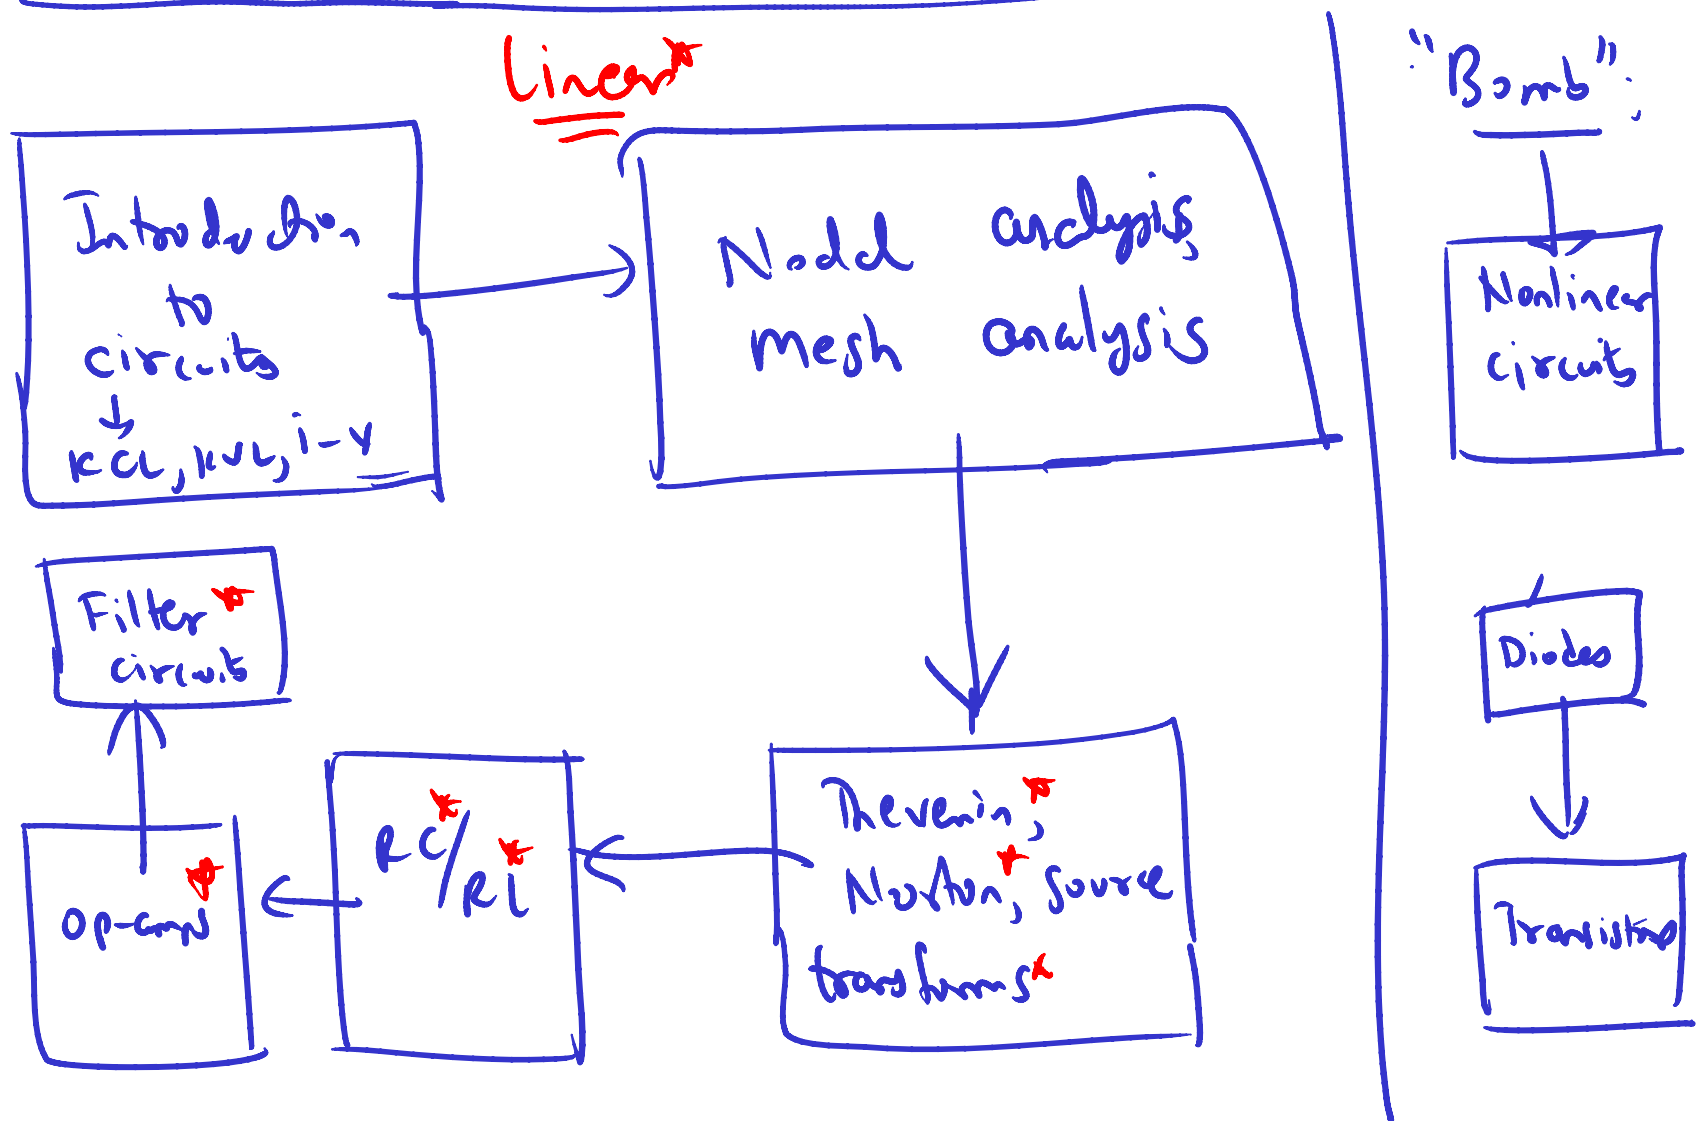 Linear*
Introduction
to
circuits
↓
KCL, KVL, i-v
Nodal analysis,
mesh analysis
Thevenin*,
Norton*, source
transforms*
RC*/
RL*
Op-amps*
Filter*
circuits
"Bomb":
Nonlinear
circuits
Diodes
Transistors